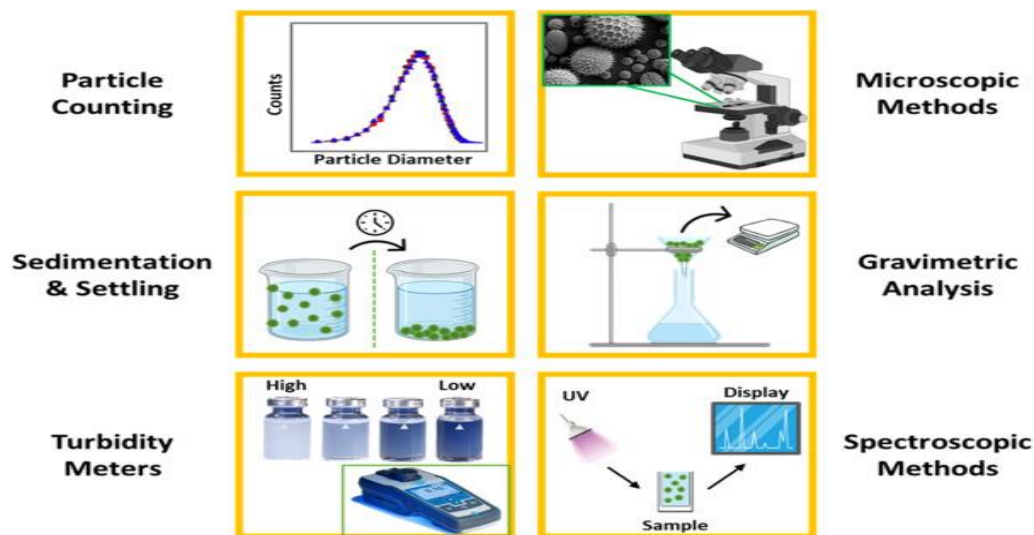 Particle
Counting
Counts
Particle Diameter
Microscopic
Methods
Sedimentation
& Settling
Gravimetric
Analysis
Turbidity
Meters
High
Low
UV
Display
Sample
Spectroscopic
Methods